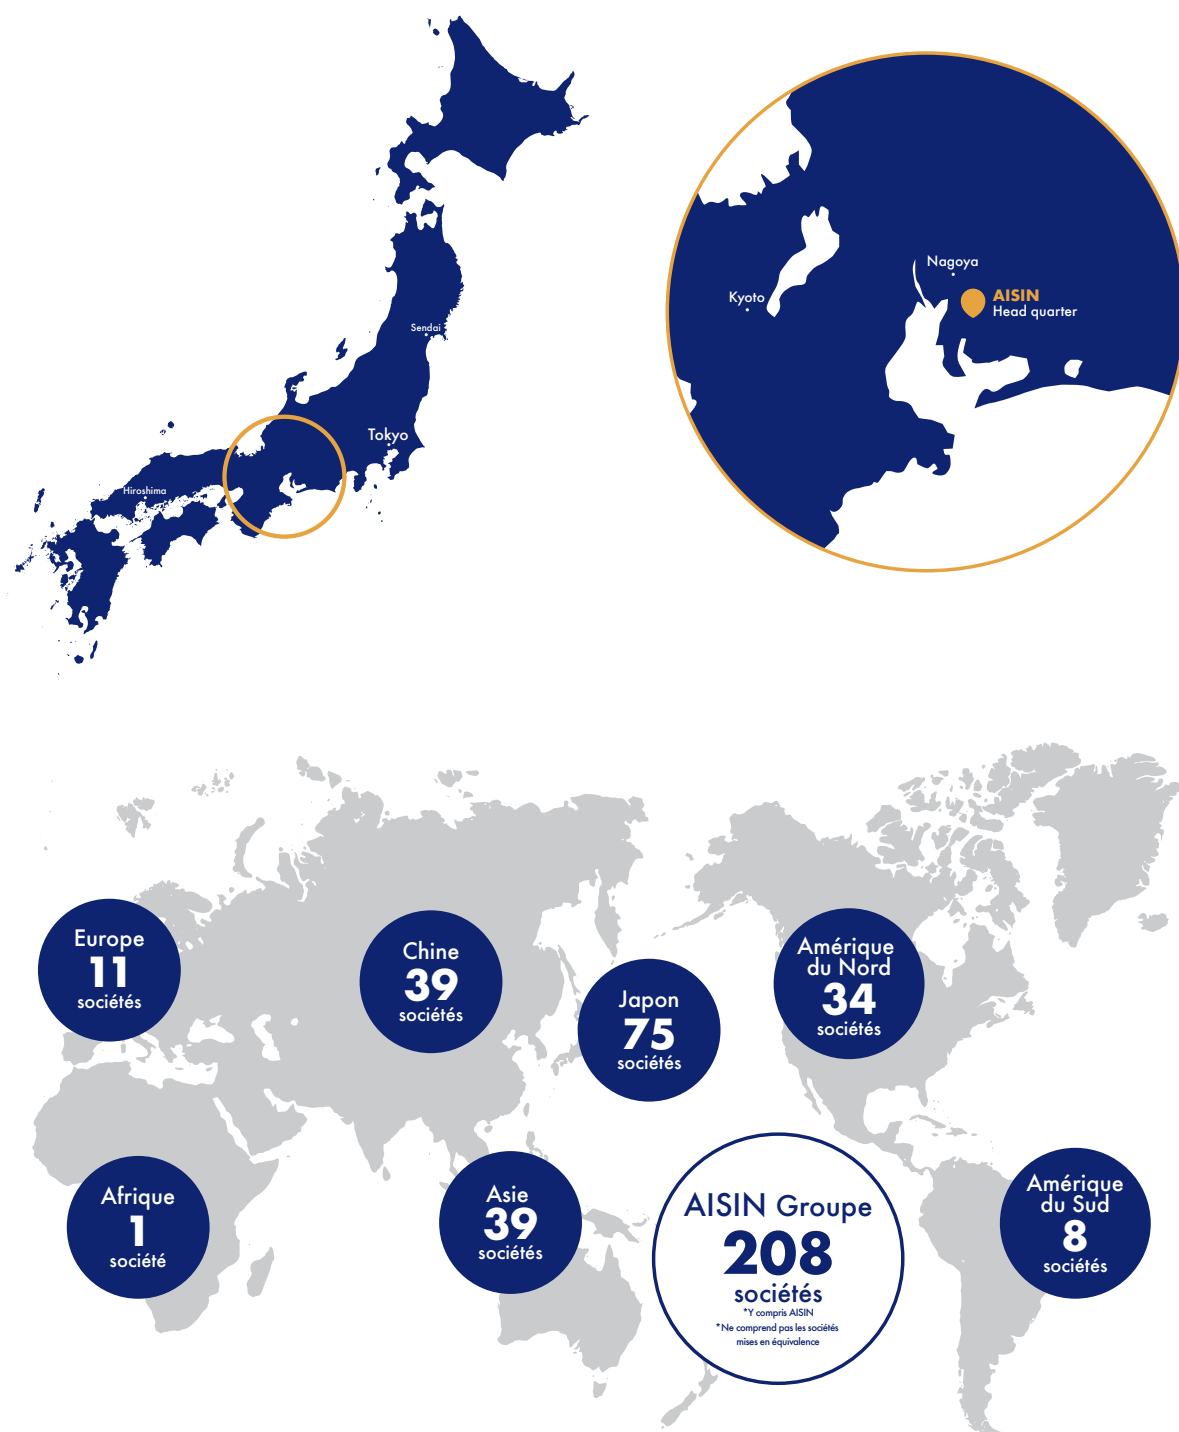 Sendai
Tokyo
Hiroshima
Nagoya
Kyoto
AISIN
Head quarter
Europe
11
sociétés
Chine
39
sociétés
Japon
75
sociétés
Amérique
du Nord
34
sociétés
Afrique
1
société
Asie
39
sociétés
AISIN Groupe
208
sociétés
*Y compris AISIN
*Ne comprend pas les sociétés
mises en équivalence
Amérique
du Sud
8
sociétés